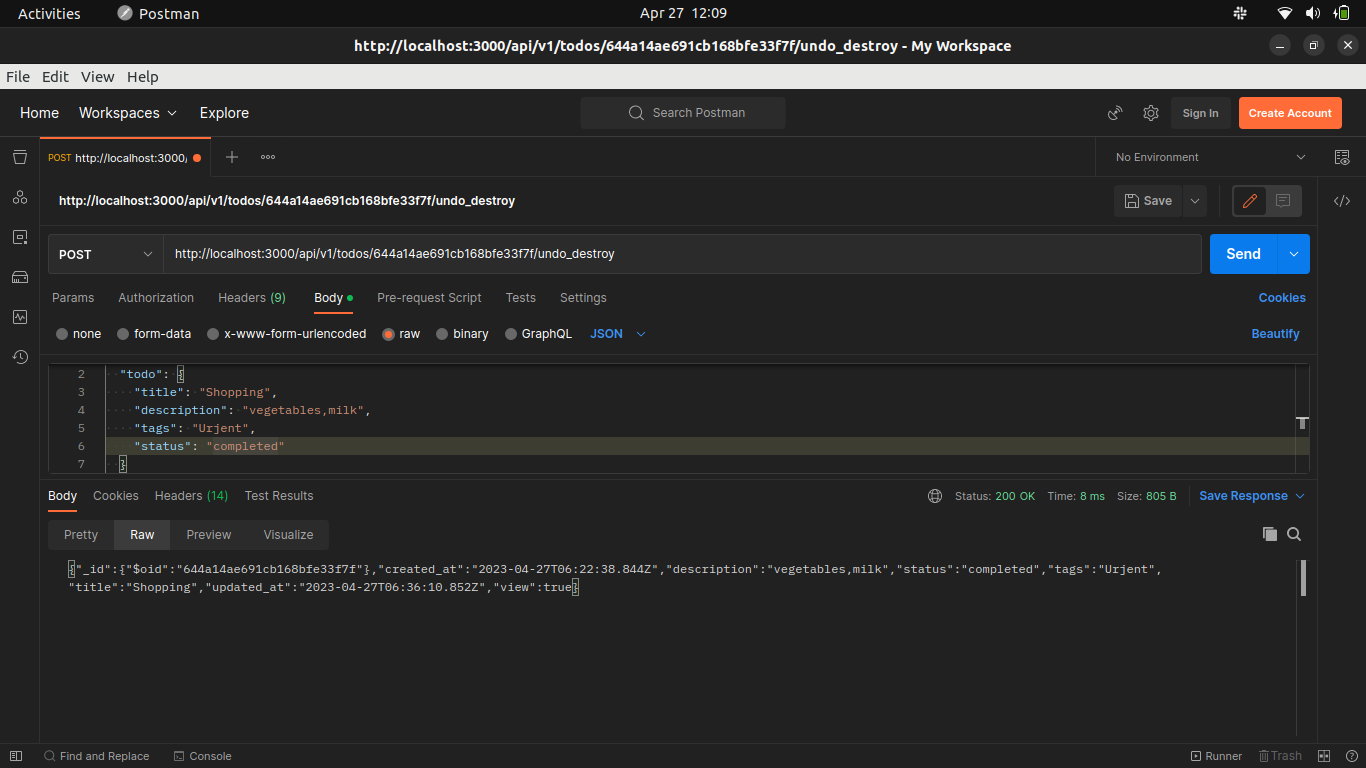 Activities Postman Apr 27 12:09
http://localhost:3000/api/v1/todos/644a14ae691cb168bfe33f7f/undo_destroy - My Workspace
File Edit View Help
Home Workspaces Explore Search Postman Sign In Create Account
POST http://localhost:3000/ No Environment
http://localhost:3000/api/v1/todos/644a14ae691cb168bfe33f7f/undo_destroy Save
POST http://localhost:3000/api/v1/todos/644a14ae691cb168bfe33f7f/undo_destroy Send
Params Authorization Headers (9) Body Pre-request Script Tests Settings Cookies
none form-data x-www-form-urlencoded raw binary GraphQL JSON Beautify
2 "todo": {
3 "title": "Shopping",
4 "description": "vegetables,milk",
5 "tags": "Urjent",
6 "status": "completed"
7 }
Body Cookies Headers (14) Test Results Status: 200 OK Time: 8 ms Size: 805 B Save Response
Pretty Raw Preview Visualize
{"_id":{"$oid":"644a14ae691cb168bfe33f7f"},"created_at":"2023-04-27T06:22:38.844Z","description":"vegetables,milk","status":"completed","tags":"Urjent",
"title":"Shopping","updated_at":"2023-04-27T06:36:10.852Z","view":true}
Find and Replace Console Runner Trash